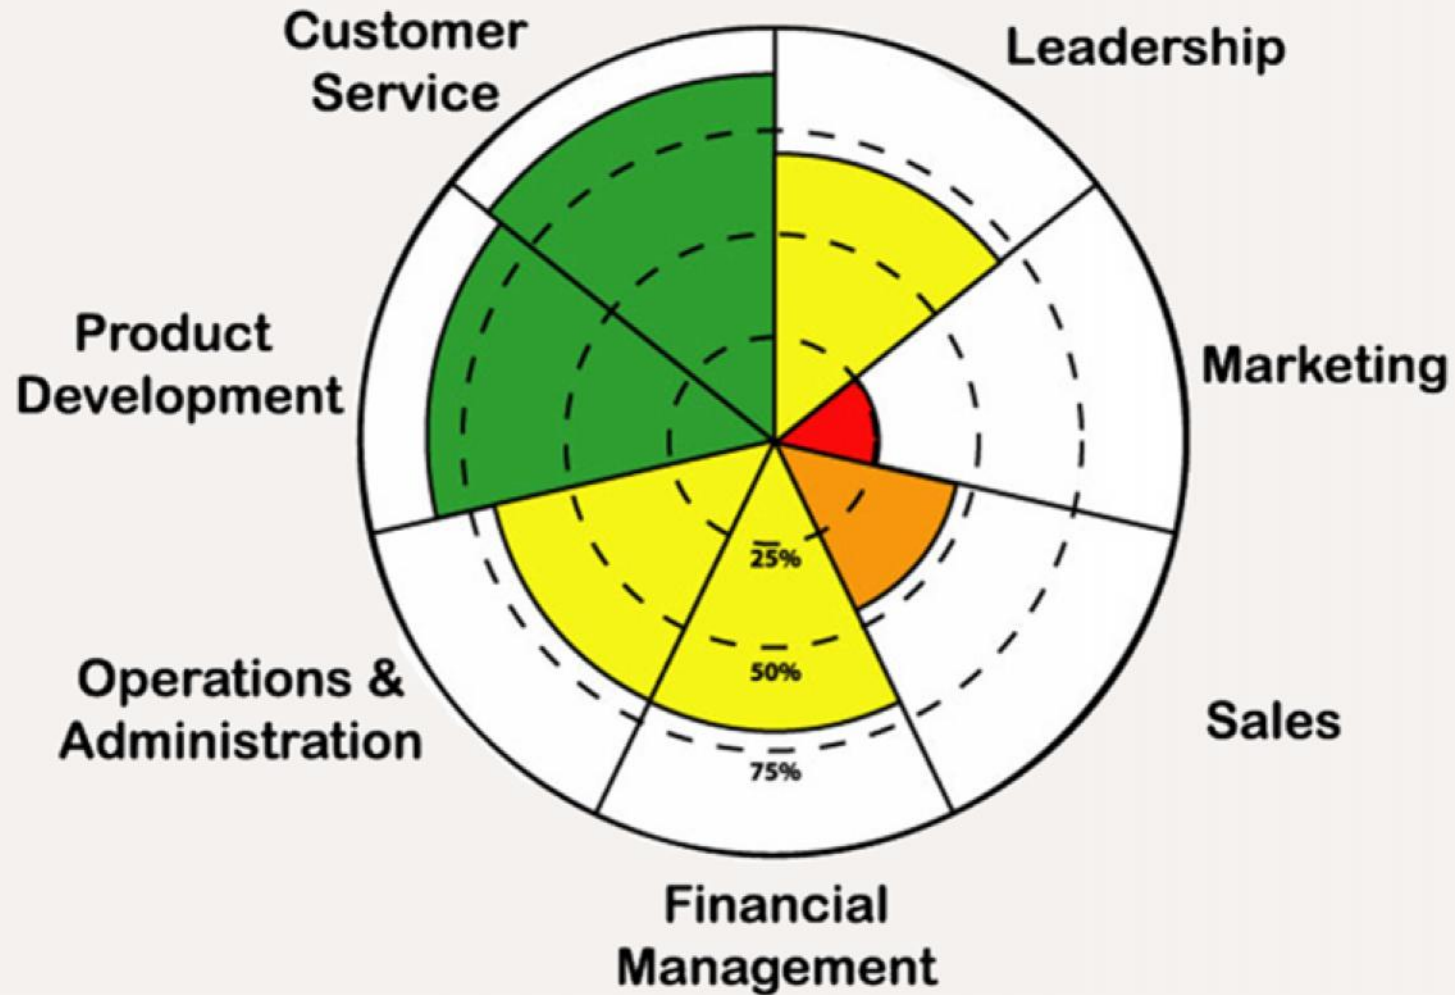 Customer
Service
Leadership
Marketing
Sales
Financial
Management
Operations &
Administration
Product
Development
25%
50%
75%